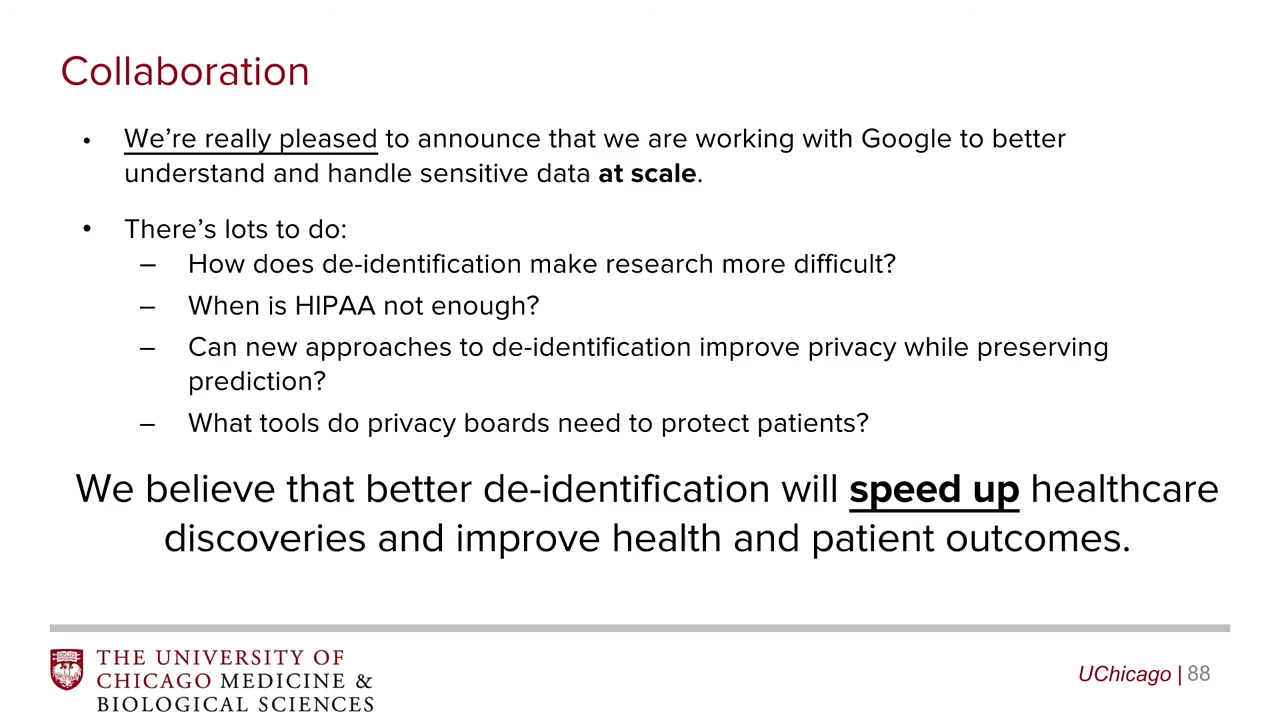 Collaboration
• We’re really pleased to announce that we are working with Google to better
understand and handle sensitive data at scale.
• There’s lots to do:
– How does de-identification make research more difficult?
– When is HIPAA not enough?
– Can new approaches to de-identification improve privacy while preserving
prediction?
– What tools do privacy boards need to protect patients?
We believe that better de-identification will speed up healthcare
discoveries and improve health and patient outcomes.
THE UNIVERSITY OF
CHICAGO MEDICINE &
BIOLOGICAL SCIENCES
UChicago | 88